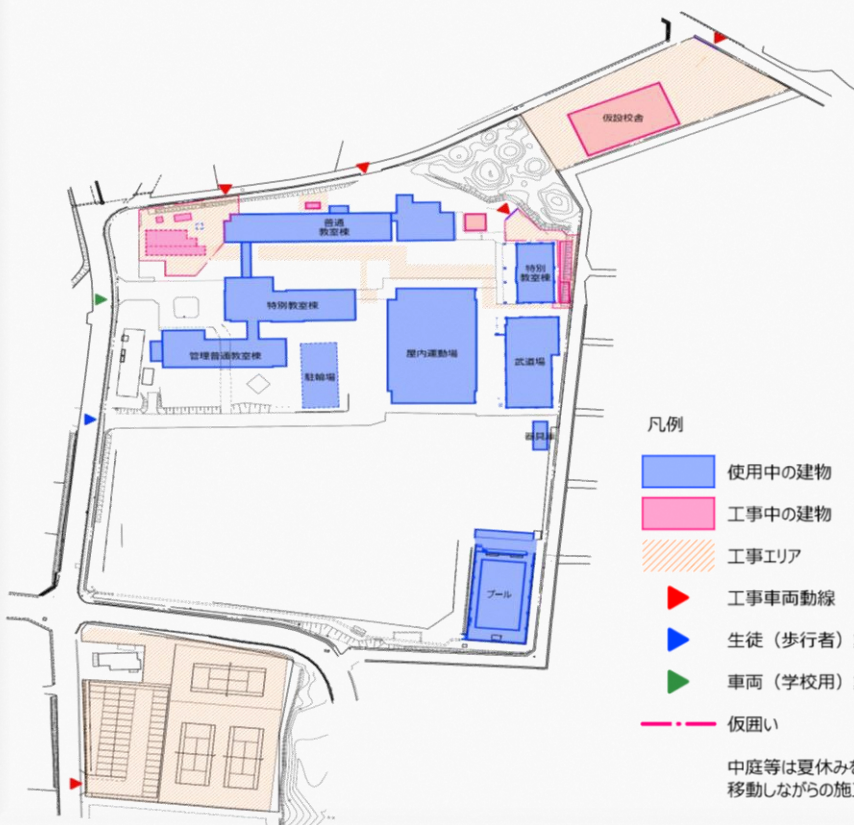 仮設校舎
普通
教室棟
特別
教室棟
特別教室棟
管理普通教室棟
駐輪場
屋内運動場
武道場
器具庫
プール
凡例
使用中の建物
工事中の建物
工事エリア
工事車両動線
生徒（歩行者）
車両（学校用）
仮囲い
中庭等は夏休みを
移動しながらの施